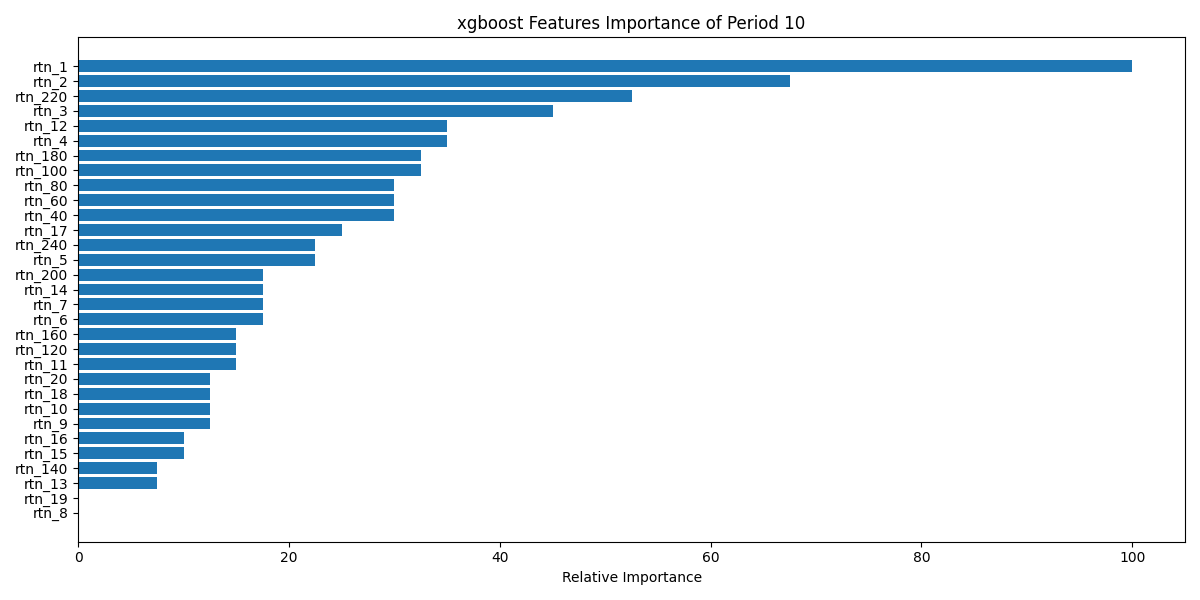 xgboost Features Importance of Period 10
rtn_1
rtn_2
rtn_220
rtn_3
rtn_12
rtn_4
rtn_180
rtn_100
rtn_80
rtn_60
rtn_40
rtn_17
rtn_240
rtn_5
rtn_200
rtn_14
rtn_7
rtn_6
rtn_160
rtn_120
rtn_11
rtn_20
rtn_18
rtn_10
rtn_9
rtn_16
rtn_15
rtn_140
rtn_13
rtn_19
rtn_8
0 20 40 60 80 100
Relative Importance